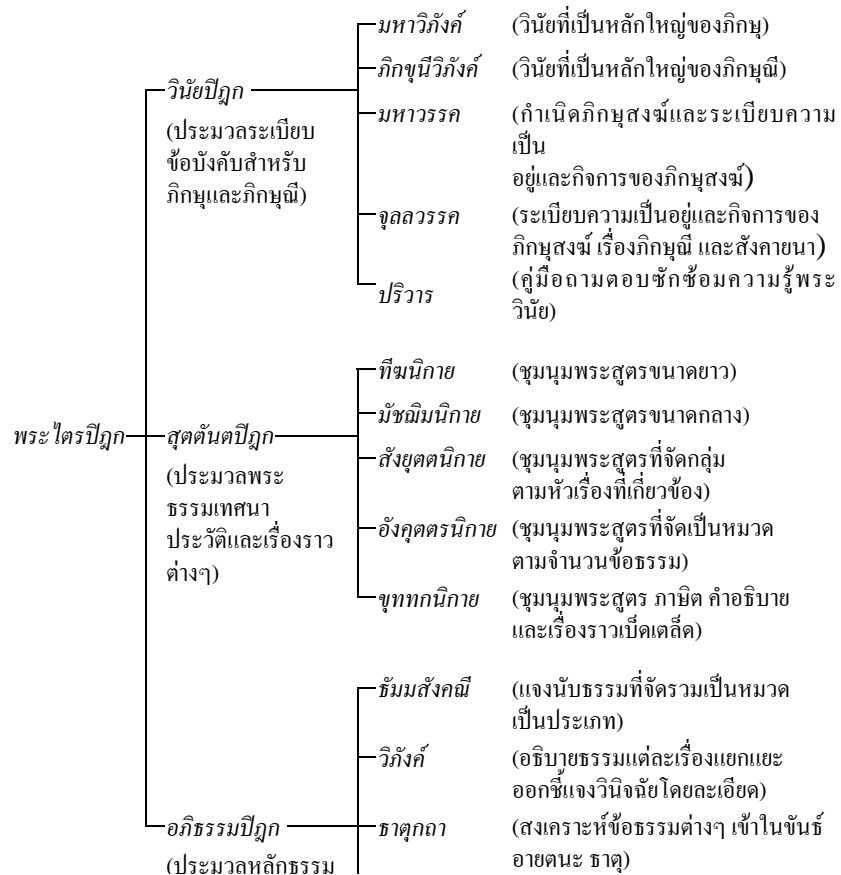 มหาวิภังค์ (วินัยที่เป็นหลักใหญ่ของภิกษุ)
ภิกขุนีวิภังค์ (วินัยที่เป็นหลักใหญ่ของภิกษุณี)
วินัยปิฎก
(ประมวลระเบียบ
ข้อบังคับสำหรับ
ภิกษุและภิกษุณี)
มหาวรรค (กำเนิดภิกษุสงฆ์และระเบียบความ
เป็น
อยู่และกิจการของภิกษุสงฆ์)
จุลลวรรค (ระเบียบความเป็นอยู่และกิจการของ
ภิกษุสงฆ์ เรื่องภิกษุณี และสังคายนา)
ปริวาร (คู่มือถามตอบซักซ้อมความรู้พระ
วินัย)
ทีฆนิกาย (ชุมนุมพระสูตรขนาดยาว)
มัชฌิมนิกาย (ชุมนุมพระสูตรขนาดกลาง)
พระไตรปิฎก สุตตันตปิฎก
(ประมวลพระ
ธรรมเทศนา
ประวัติและเรื่องราว
ต่างๆ)
สังยุตตนิกาย (ชุมนุมพระสูตรที่จัดกลุ่ม
ตามหัวเรื่องที่เกี่ยวข้อง)
อังคุตตรนิกาย (ชุมนุมพระสูตรที่จัดเป็นหมวด
ตามจำนวนข้อธรรม)
ขุททกนิกาย (ชุมนุมพระสูตร ภาษิต คำอธิบาย
และเรื่องราวเบ็ดเตล็ด)
ธัมมสังคณี (แจงนับธรรมที่จัดรวมเป็นหมวด
เป็นประเภท)
วิภังค์ (อธิบายธรรมแต่ละเรื่องแยกแยะ
ออกชี้แจงวินิจฉัยโดยละเอียด)
อภิธรรมปิฎก
(ประมวลหลักธรรม
ธาตุกถา (สงเคราะห์ข้อธรรมต่างๆ เข้าในขันธ์
อายตนะ ธาตุ)